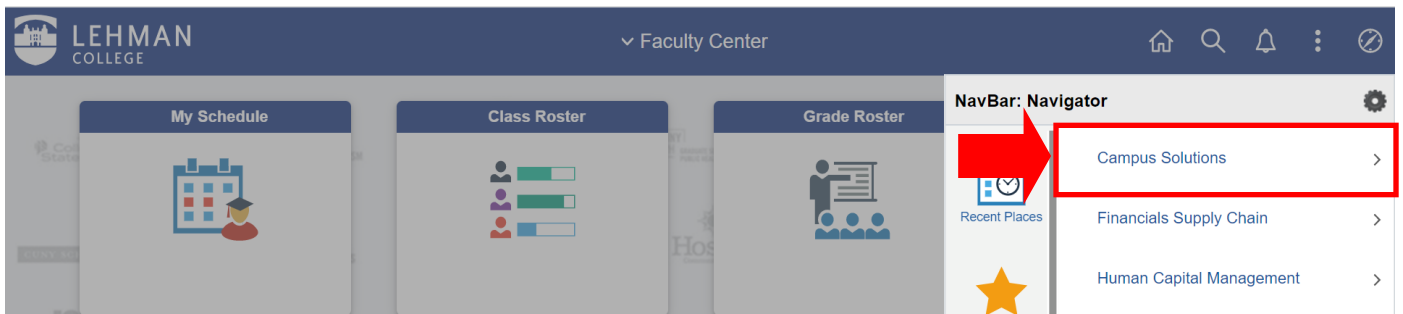 LEHMAN
COLLEGE
Faculty Center
My Schedule
Class Roster
Grade Roster
NavBar: Navigator
Campus Solutions
Recent Places
Financials Supply Chain
Human Capital Management
Hos